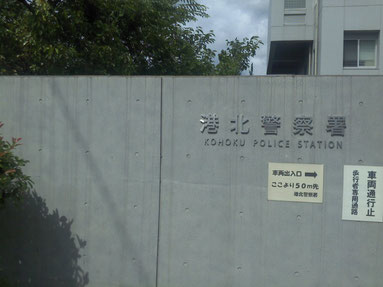 港北警察署
KOHOKU POLICE STATION
車両出入口 ➡
ここより50m先
港北警察署
車両通行止
歩行者専用通路